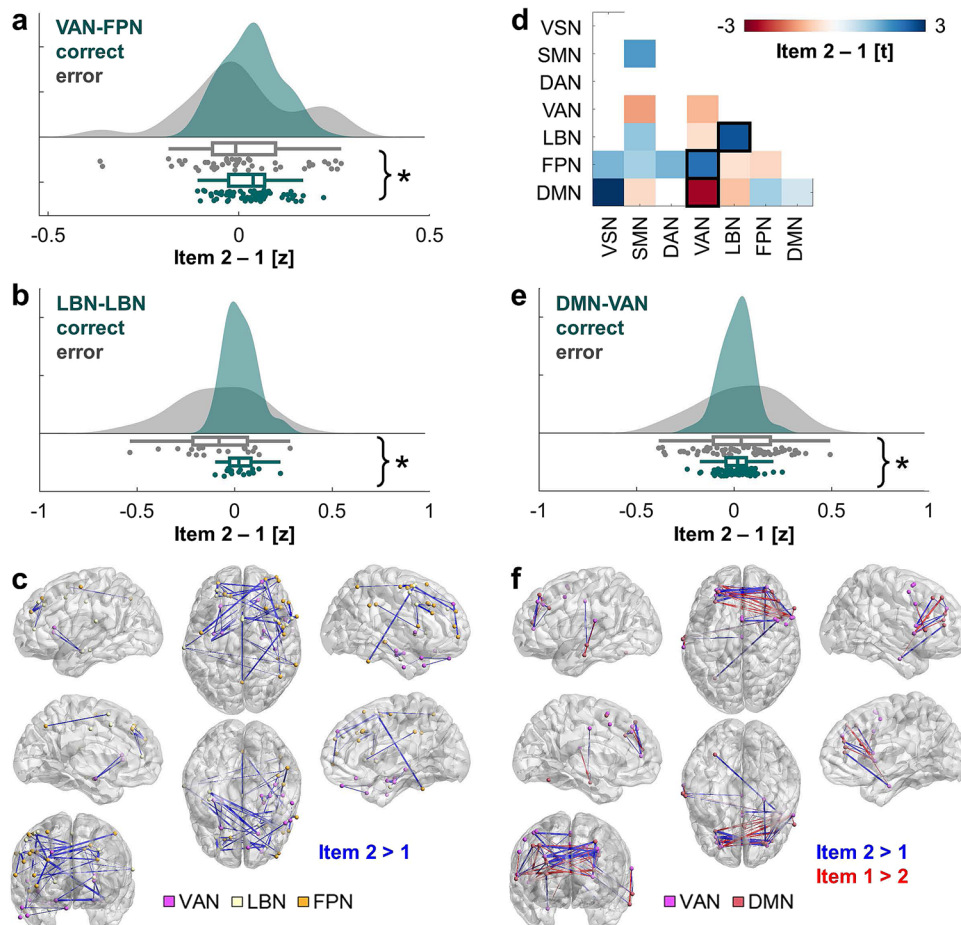 a
VAN-FPN
correct
error
*
-0.5
0
0.5
Item 2 – 1 [z]
b
LBN-LBN
correct
error
*
-1
-0.5
0
0.5
1
Item 2 – 1 [z]
c
Item 2 > 1
VAN LBN FPN
d
-3 3
Item 2 – 1 [t]
VSN
SMN
DAN
VAN
LBN
FPN
DMN
VSN
SMN
DAN
VAN
LBN
FPN
DMN
e
DMN-VAN
correct
error
*
-1
-0.5
0
0.5
1
Item 2 – 1 [z]
f
Item 2 > 1
Item 1 > 2
VAN DMN